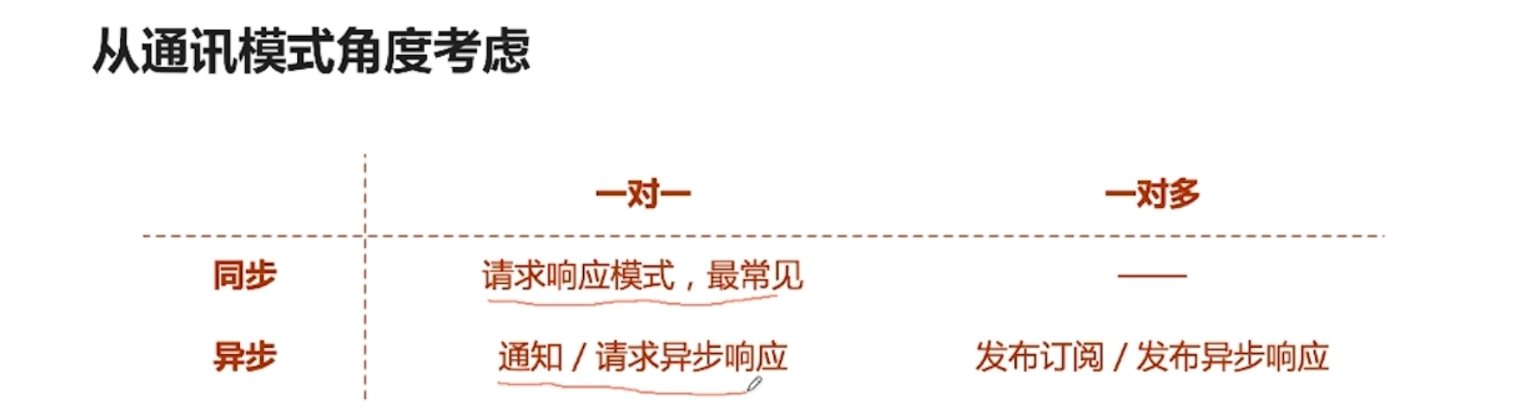 从通讯模式角度考虑
一对一 一对多
同步 请求响应模式，最常见 ——
异步 通知 / 请求异步响应 发布订阅 / 发布异步响应